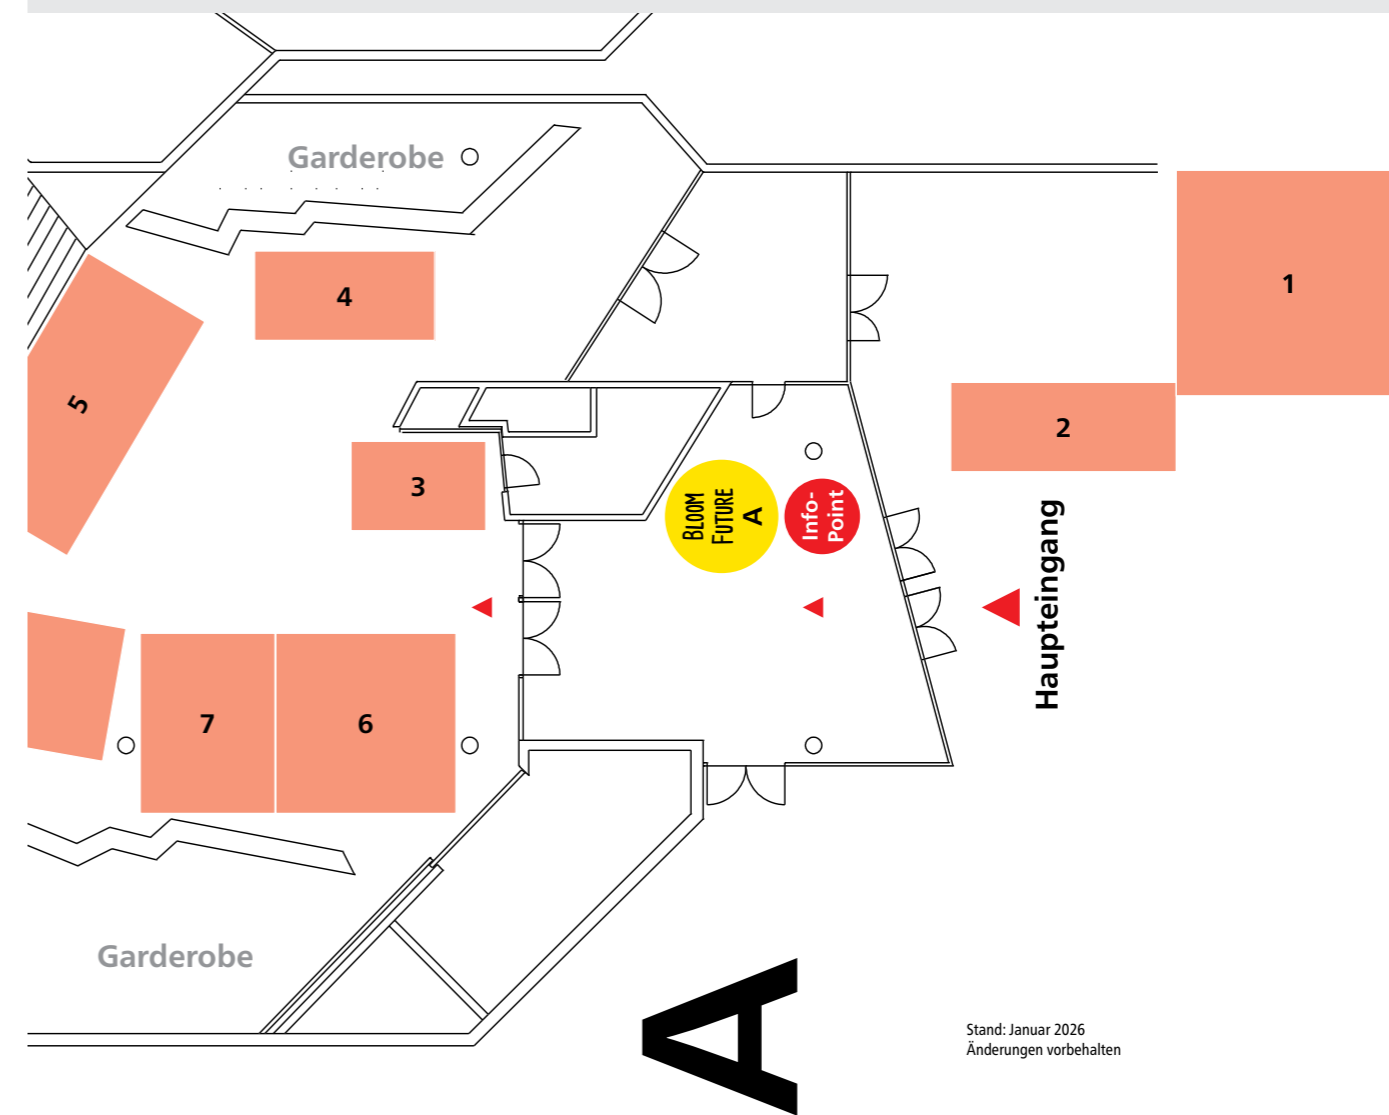 Garderobe
1
4
5
2
3
BLOOM
FUTURE
A
Info-
Point
Haupteingang
7
6
Garderobe
A
Stand: Januar 2026
Änderungen vorbehalten